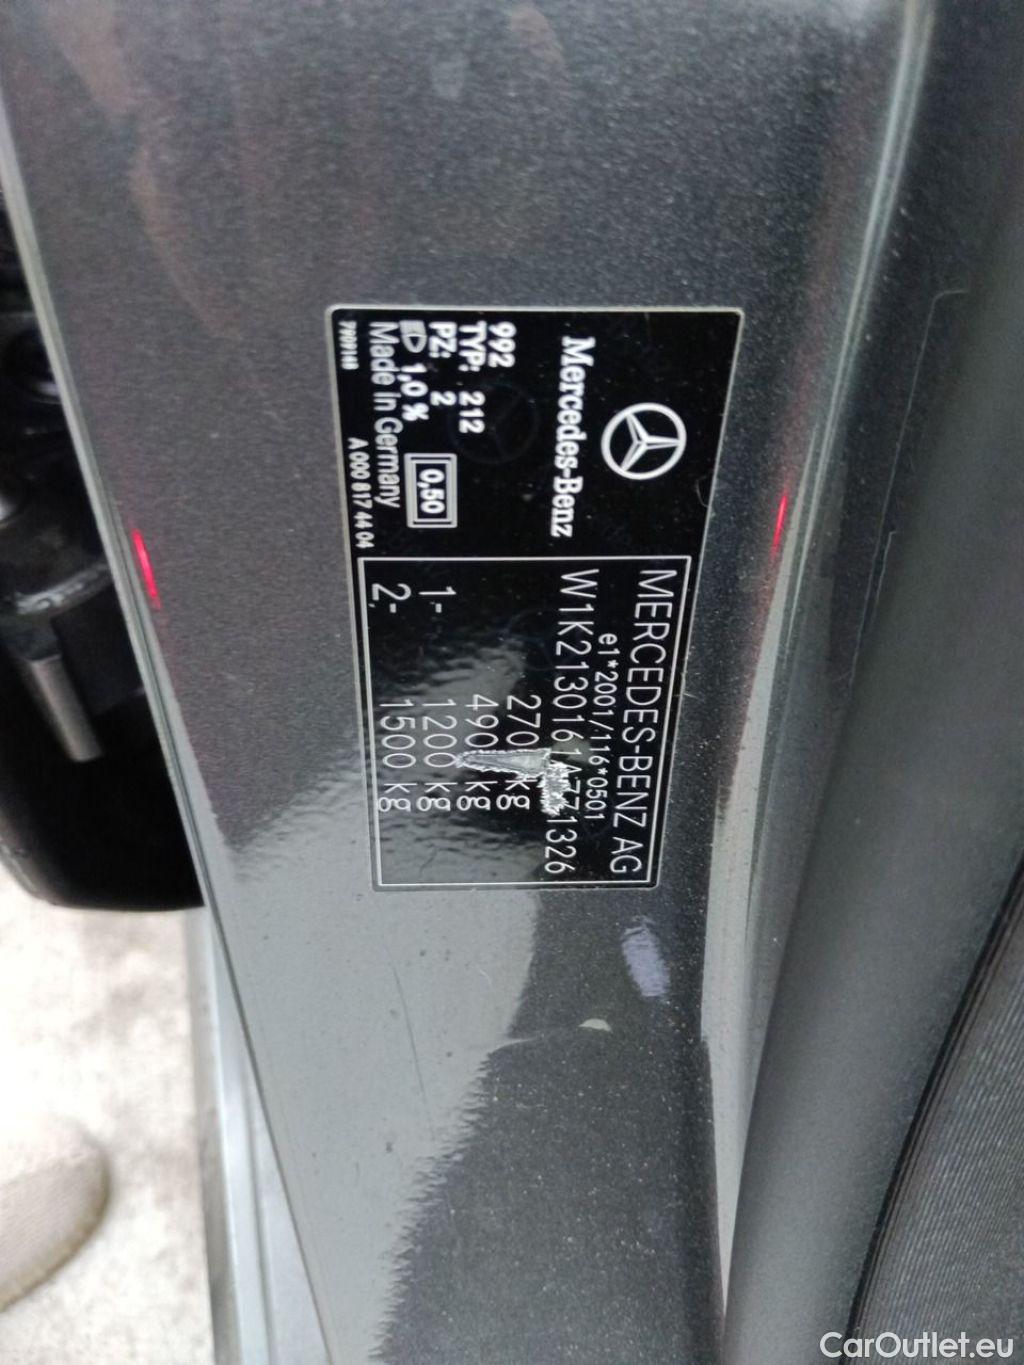 Mercedes-Benz
992
TYP: 212
PZ: 2
1,0 %
0,50
Made in Germany
7909188
A 000 817 44 04
MERCEDES-BENZ AG
e1*2001/116*0501
kg
kg
1- 1200 kg
2- 1500 kg
CarOutlet.eu